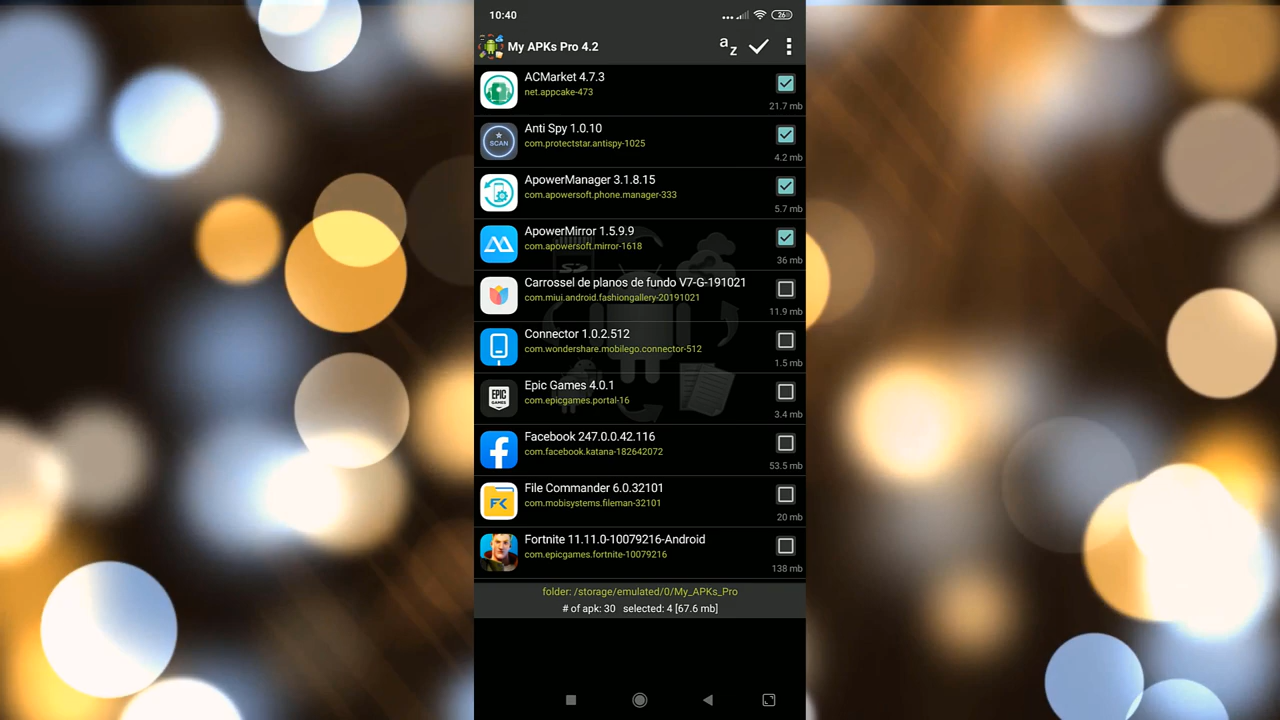 10:40
26
My APKs Pro 4.2
az
ACMarket 4.7.3
net.appcake-473
21.7 mb
SCAN
Anti Spy 1.0.10
com.protectstar.antispy-1025
4.2 mb
ApowerManager 3.1.8.15
com.apowersoft.phone.manager-333
5.7 mb
ApowerMirror 1.5.9.9
com.apowersoft.mirror-1618
36 mb
SD
Carrossel de planos de fundo V7-G-191021
com.miui.android.fashiongallery-20191021
11.9 mb
Connector 1.0.2.512
com.wondershare.mobilego.connector-512
1.5 mb
EPIC GAMES
Epic Games 4.0.1
com.epicgames.portal-16
3.4 mb
Facebook 247.0.0.42.116
com.facebook.katana-182642072
53.5 mb
File Commander 6.0.32101
com.mobisystems.fileman-32101
20 mb
Fortnite 11.11.0-10079216-Android
com.epicgames.fortnite-10079216
138 mb
folder: /storage/emulated/0/My_APKs_Pro
# of apk: 30 selected: 4 [67.6 mb]